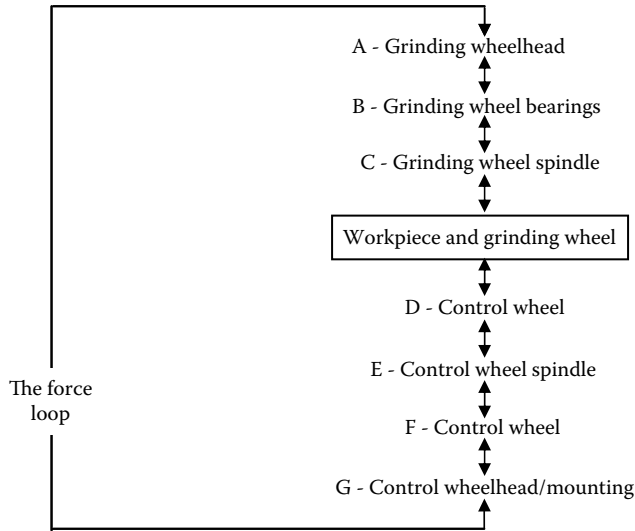 A - Grinding wheelhead
B - Grinding wheel bearings
C - Grinding wheel spindle
Workpiece and grinding wheel
D - Control wheel
E - Control wheel spindle
The force
loop
F - Control wheel
G - Control wheelhead/mounting